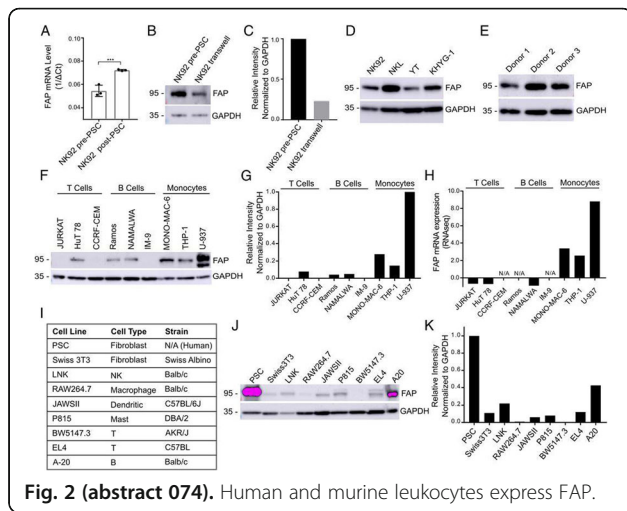 A
B
C
D
E
FAP mRNA Level
(1/ΔCt)
***
0.10
0.08
0.06
0.04
NK92 pre-PSC
NK92 post-PSC
NK92 pre-PSC
NK92 transwell
95 - FAP
35 - GAPDH
Relative Intensity
Normalized to GAPDH
1.0
0.5
0.0
NK92 pre-PSC
NK92 transwell
NK92 NKL YT KHYG-1
95 - FAP
35 - GAPDH
Donor 1 Donor 2 Donor 3
95 - FAP
35 - GAPDH
F
T Cells B Cells Monocytes
JURKAT HuT 78 CCRF-CEM Ramos NAMALWA IM-9 MONO-MAC-6 THP-1 U-937
95 - FAP
35 - GAPDH
G
T Cells B Cells Monocytes
Relative Intensity
Normalized to GAPDH
JURKAT HuT 78 CCRF-CEM Ramos NAMALWA IM-9 MONO-MAC-6 THP-1 U-937
H
T Cells B Cells Monocytes
FAP mRNA expression
(RNAseq)
N/A N/A N/A
JURKAT HuT 78 CCRF-CEM Ramos NAMALWA IM-9 MONO-MAC-6 THP-1 U-937
I
Cell Line Cell Type Strain
PSC Fibroblast N/A (Human)
Swiss 3T3 Fibroblast Swiss Albino
LNK NK Balb/c
RAW264.7 Macrophage Balb/c
JAWSII Dendritic C57BL/6J
P815 Mast DBA/2
BW5147.3 T AKR/J
EL4 T C57BL
A-20 B Balb/c
J
PSC Swiss3T3 LNK RAW264.7 JAWSII P815 BW5147.3 EL4 A20
95 - FAP
35 - GAPDH
K
Relative Intensity
Normalized to GAPDH
PSC Swiss3T3 LNK RAW264.7 JAWSII P815 BW5147.3 EL4 A20
Fig. 2 (abstract 074). Human and murine leukocytes express FAP.